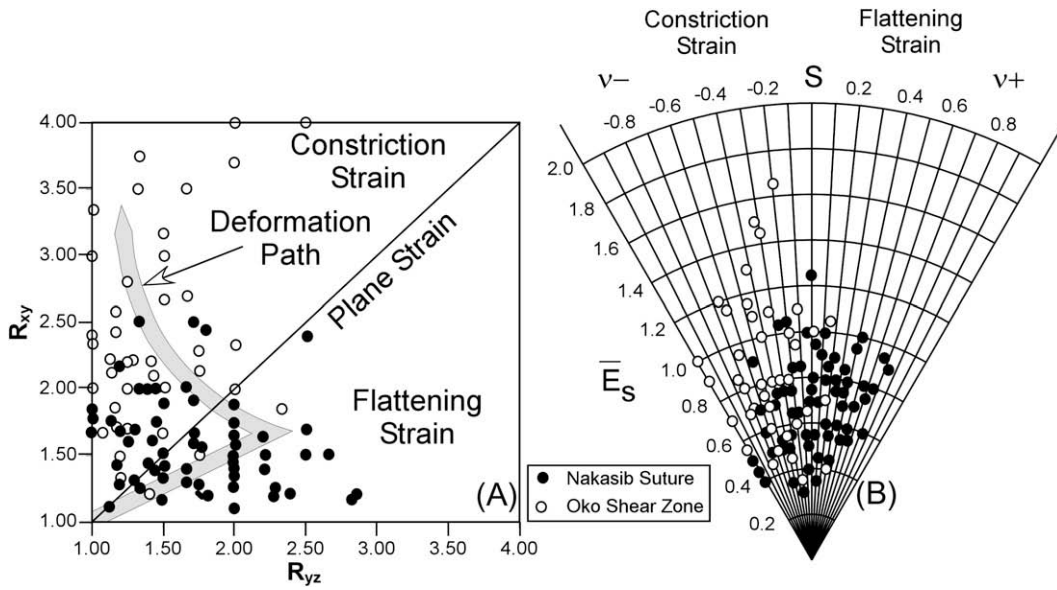 4.00
3.50
3.00
2.50
2.00
1.50
1.00
R_xy
1.00
1.50
2.00
2.50
3.00
3.50
4.00
R_yz
Constriction
Strain
Deformation
Path
Plane Strain
Flattening
Strain
(A)
Nakasib Suture
Oko Shear Zone
Constriction
Strain
Flattening
Strain
ν−
S
ν+
-0.8
-0.6
-0.4
-0.2
0.2
0.4
0.6
0.8
2.0
1.8
1.6
1.4
1.2
1.0
0.8
0.6
0.4
0.2
E̅_S
(B)